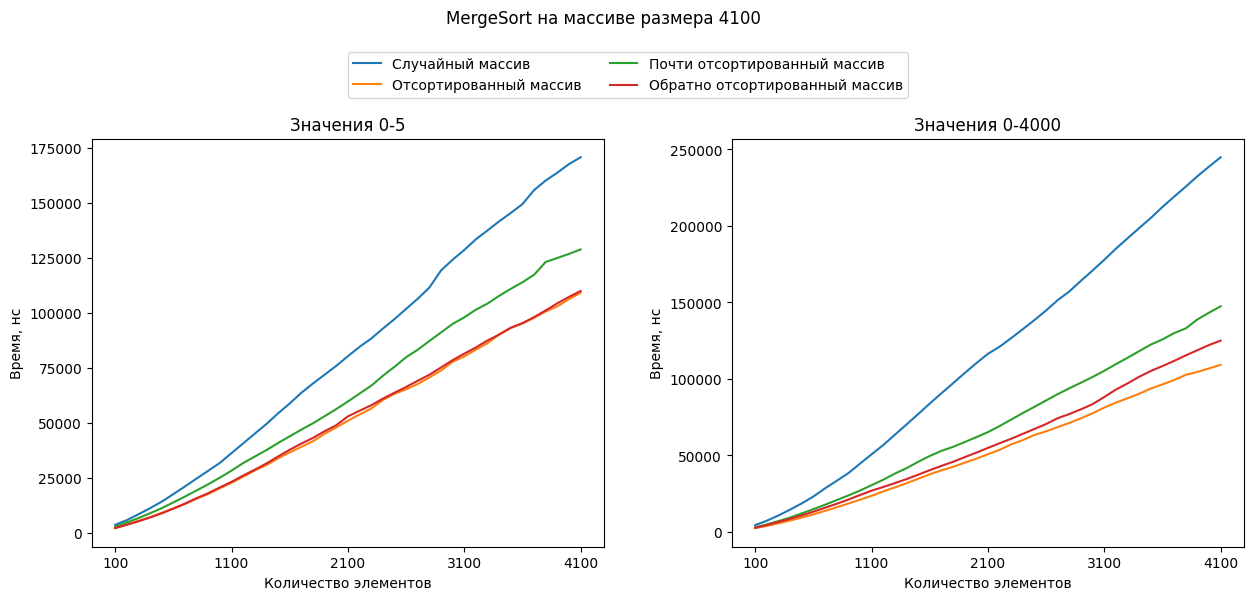 MergeSort на массиве размера 4100
Случайный массив
Отсортированный массив
Почти отсортированный массив
Обратно отсортированный массив
Значения 0-5
175000
150000
125000
100000
75000
50000
25000
0
Время, нс
100 1100 2100 3100 4100
Количество элементов
Значения 0-4000
250000
200000
150000
100000
50000
0
Время, нс
100 1100 2100 3100 4100
Количество элементов